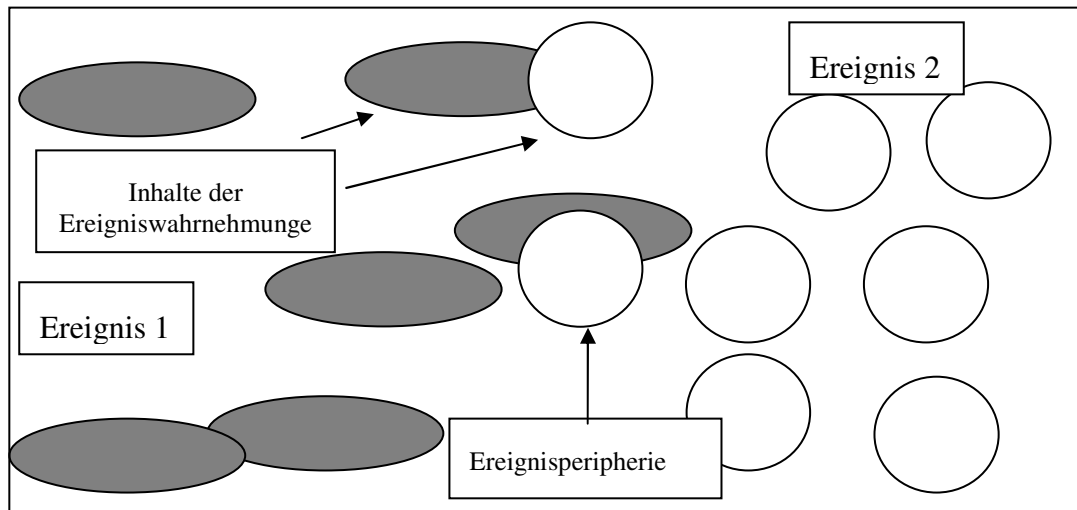 Ereignis 2
Inhalte der
Ereigniswahrnehmunge
Ereignis 1
Ereignisperipherie